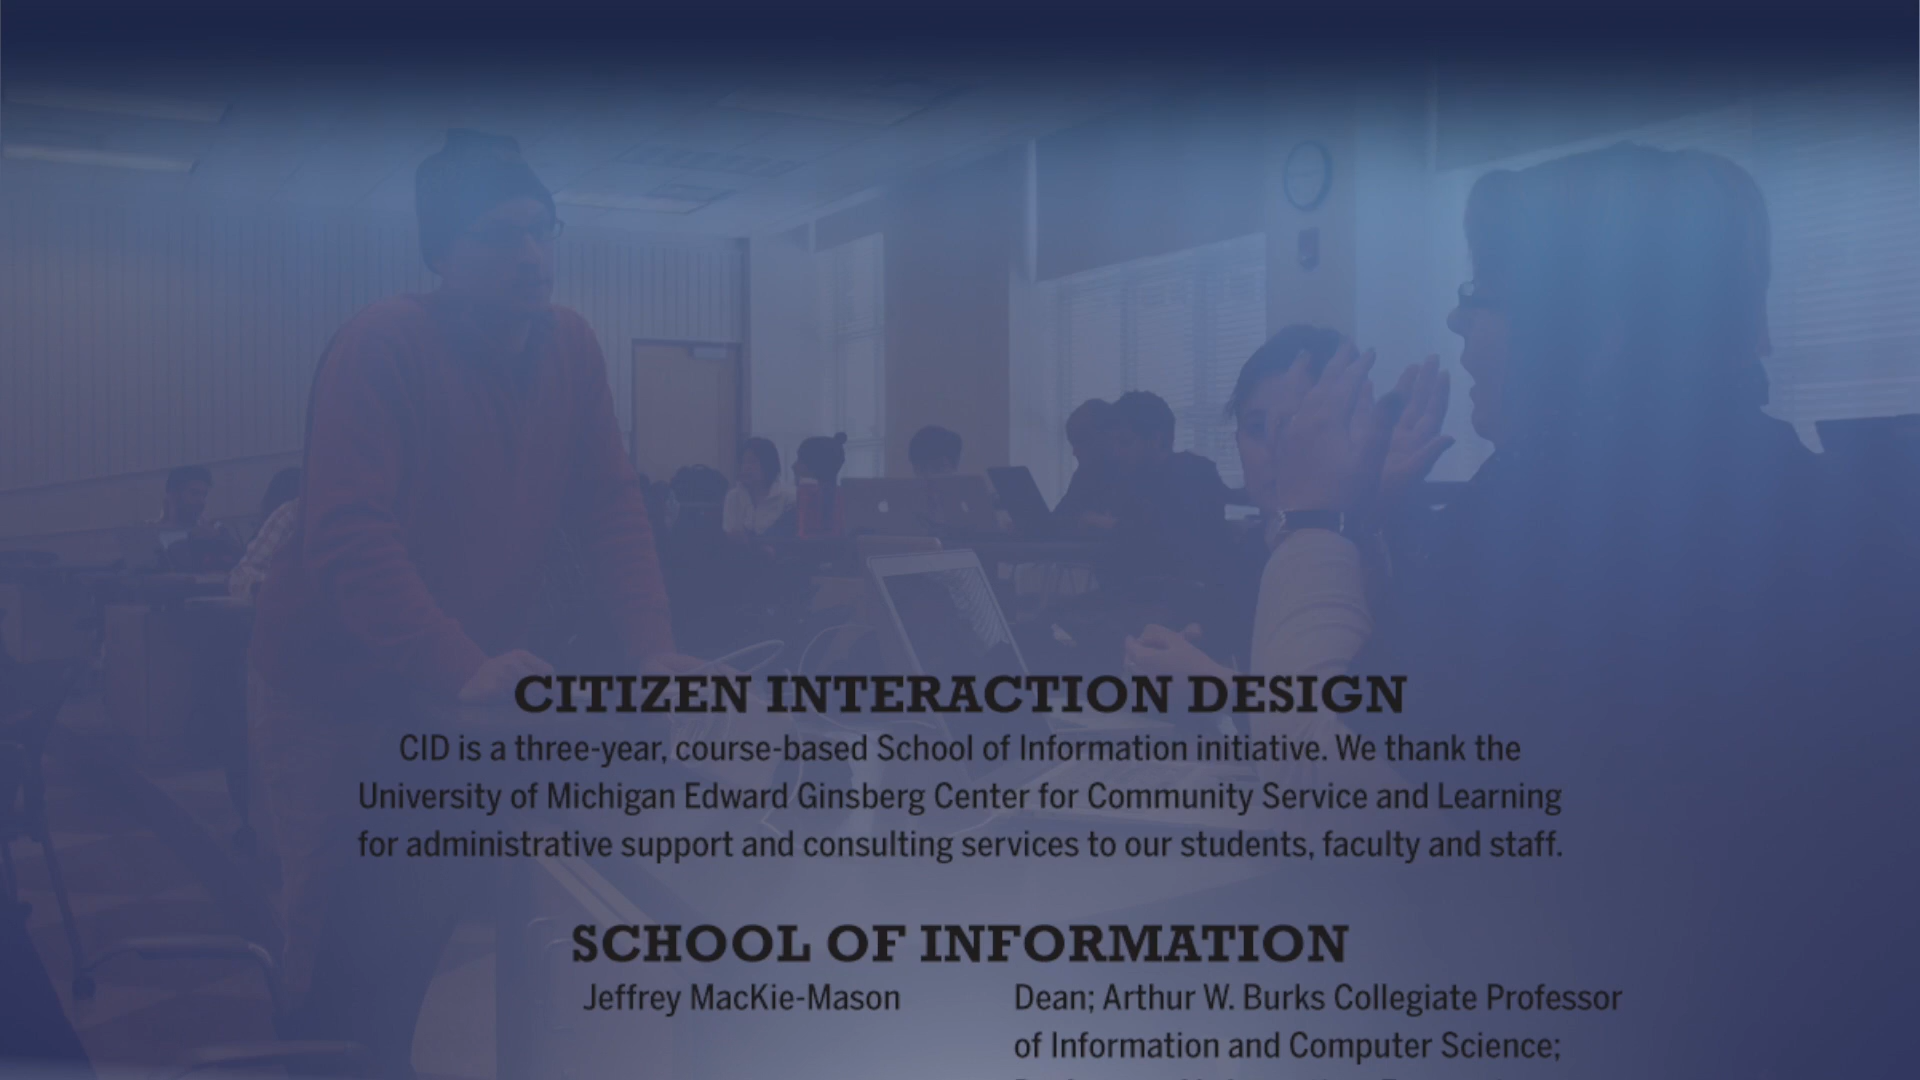 CITIZEN INTERACTION DESIGN
CID is a three-year, course-based School of Information initiative. We thank the
University of Michigan Edward Ginsberg Center for Community Service and Learning
for administrative support and consulting services to our students, faculty and staff.
SCHOOL OF INFORMATION
Jeffrey MacKie-Mason Dean; Arthur W. Burks Collegiate Professor
of Information and Computer Science;